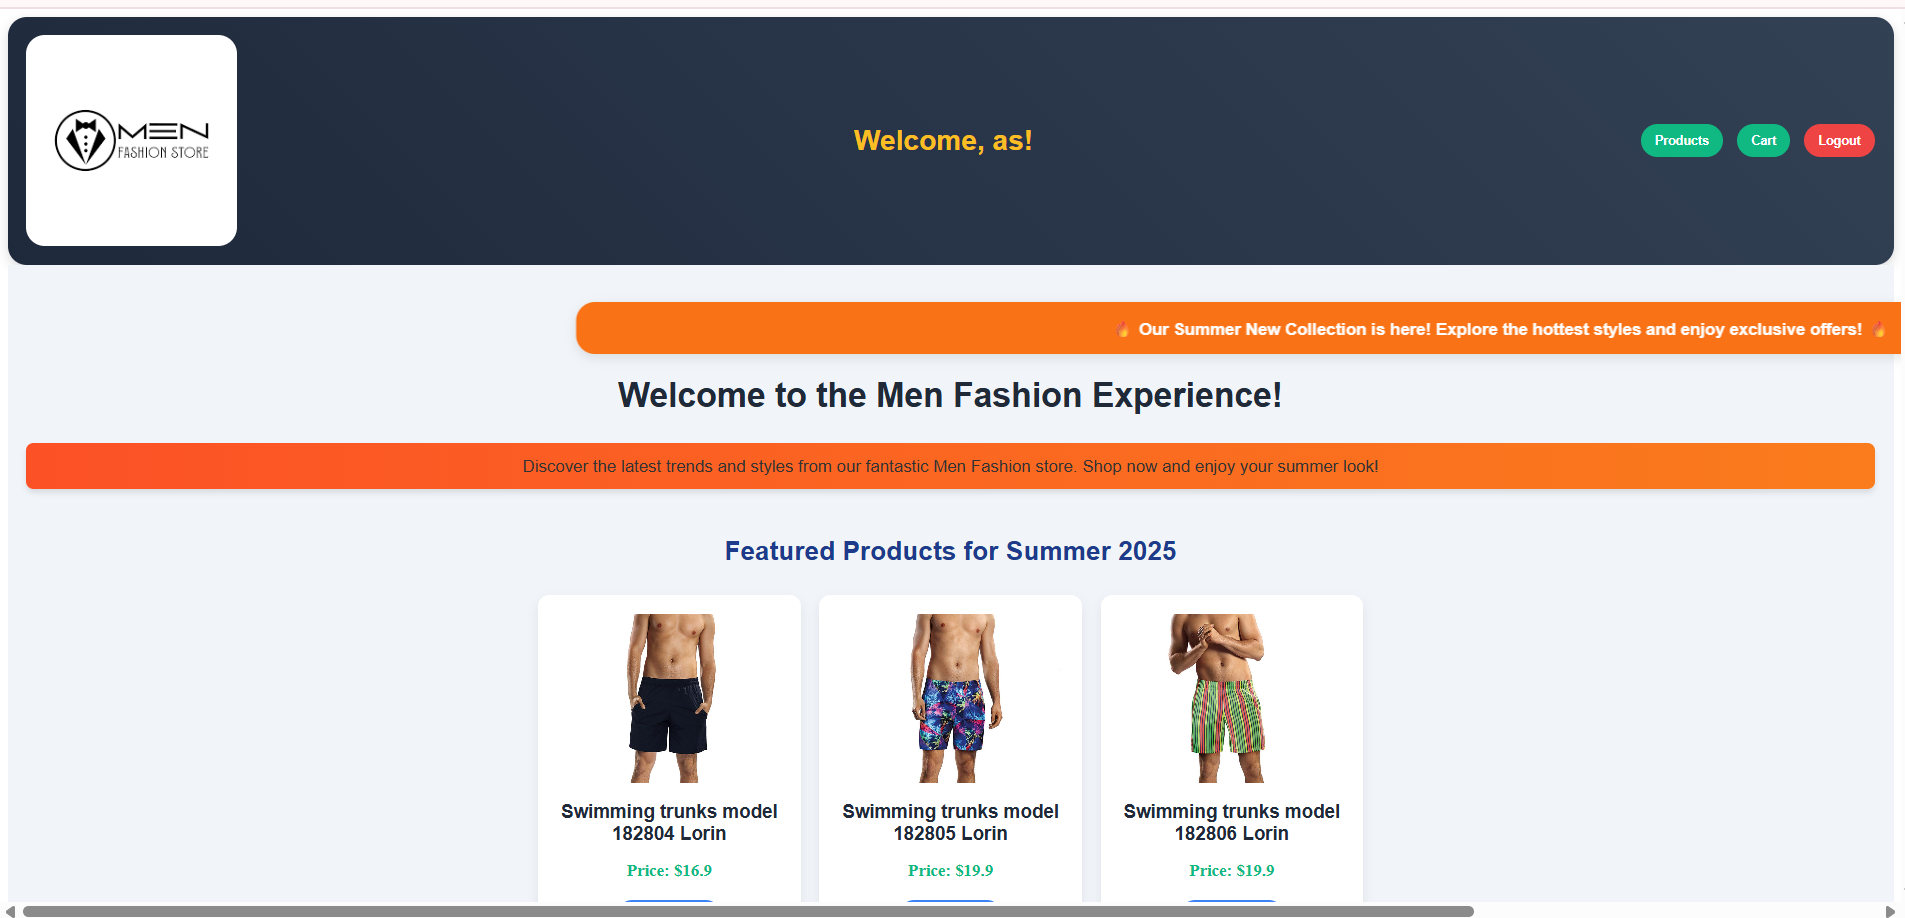 MEN
FASHION STORE
Welcome, as!
Products
Cart
Logout
🔥 Our Summer New Collection is here! Explore the hottest styles and enjoy exclusive offers! 🔥
Welcome to the Men Fashion Experience!
Discover the latest trends and styles from our fantastic Men Fashion store. Shop now and enjoy your summer look!
Featured Products for Summer 2025
Swimming trunks model
182804 Lorin
Price: $16.9
Swimming trunks model
182805 Lorin
Price: $19.9
Swimming trunks model
182806 Lorin
Price: $19.9